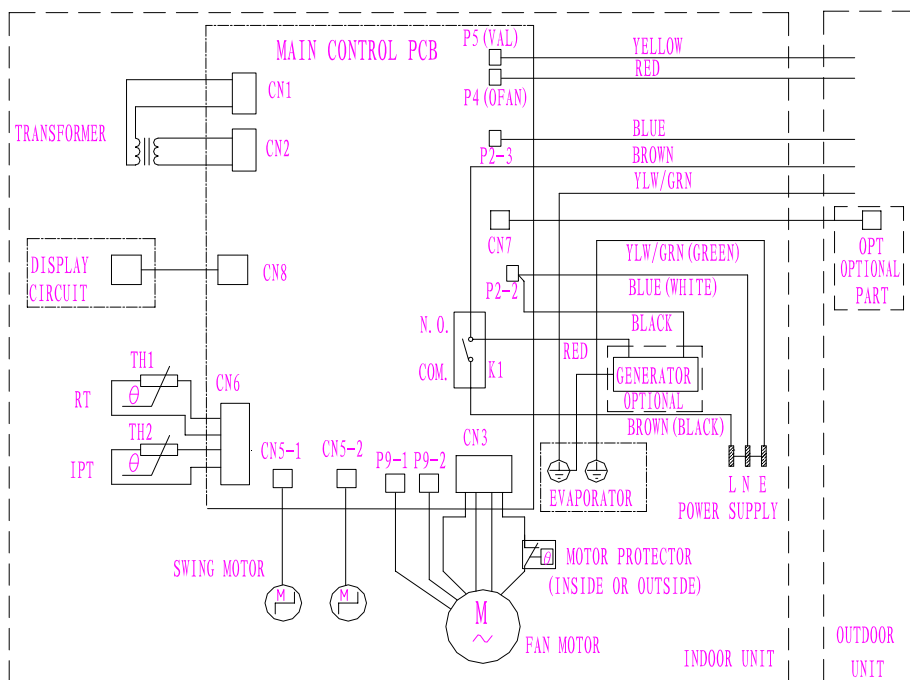 MAIN CONTROL PCB
P5(VAL)
YELLOW
RED
P4(OFAN)
CN1
TRANSFORMER
CN2
BLUE
P2-3
BROWN
YLW/GRN
CN7
OPT
OPTIONAL
PART
YLW/GRN(GREEN)
DISPLAY
CIRCUIT
CN8
P2-2
BLUE(WHITE)
BLACK
N.O.
RED
COM.
K1
GENERATOR
OPTIONAL
BROWN(BLACK)
TH1
θ
RT
CN6
TH2
θ
IPT
CN5-1
CN5-2
P9-1
P9-2
CN3
EVAPORATOR
L N E
POWER SUPPLY
θ
MOTOR PROTECTOR
(INSIDE OR OUTSIDE)
SWING MOTOR
M
M
M
~
FAN MOTOR
INDOOR UNIT
OUTDOOR
UNIT